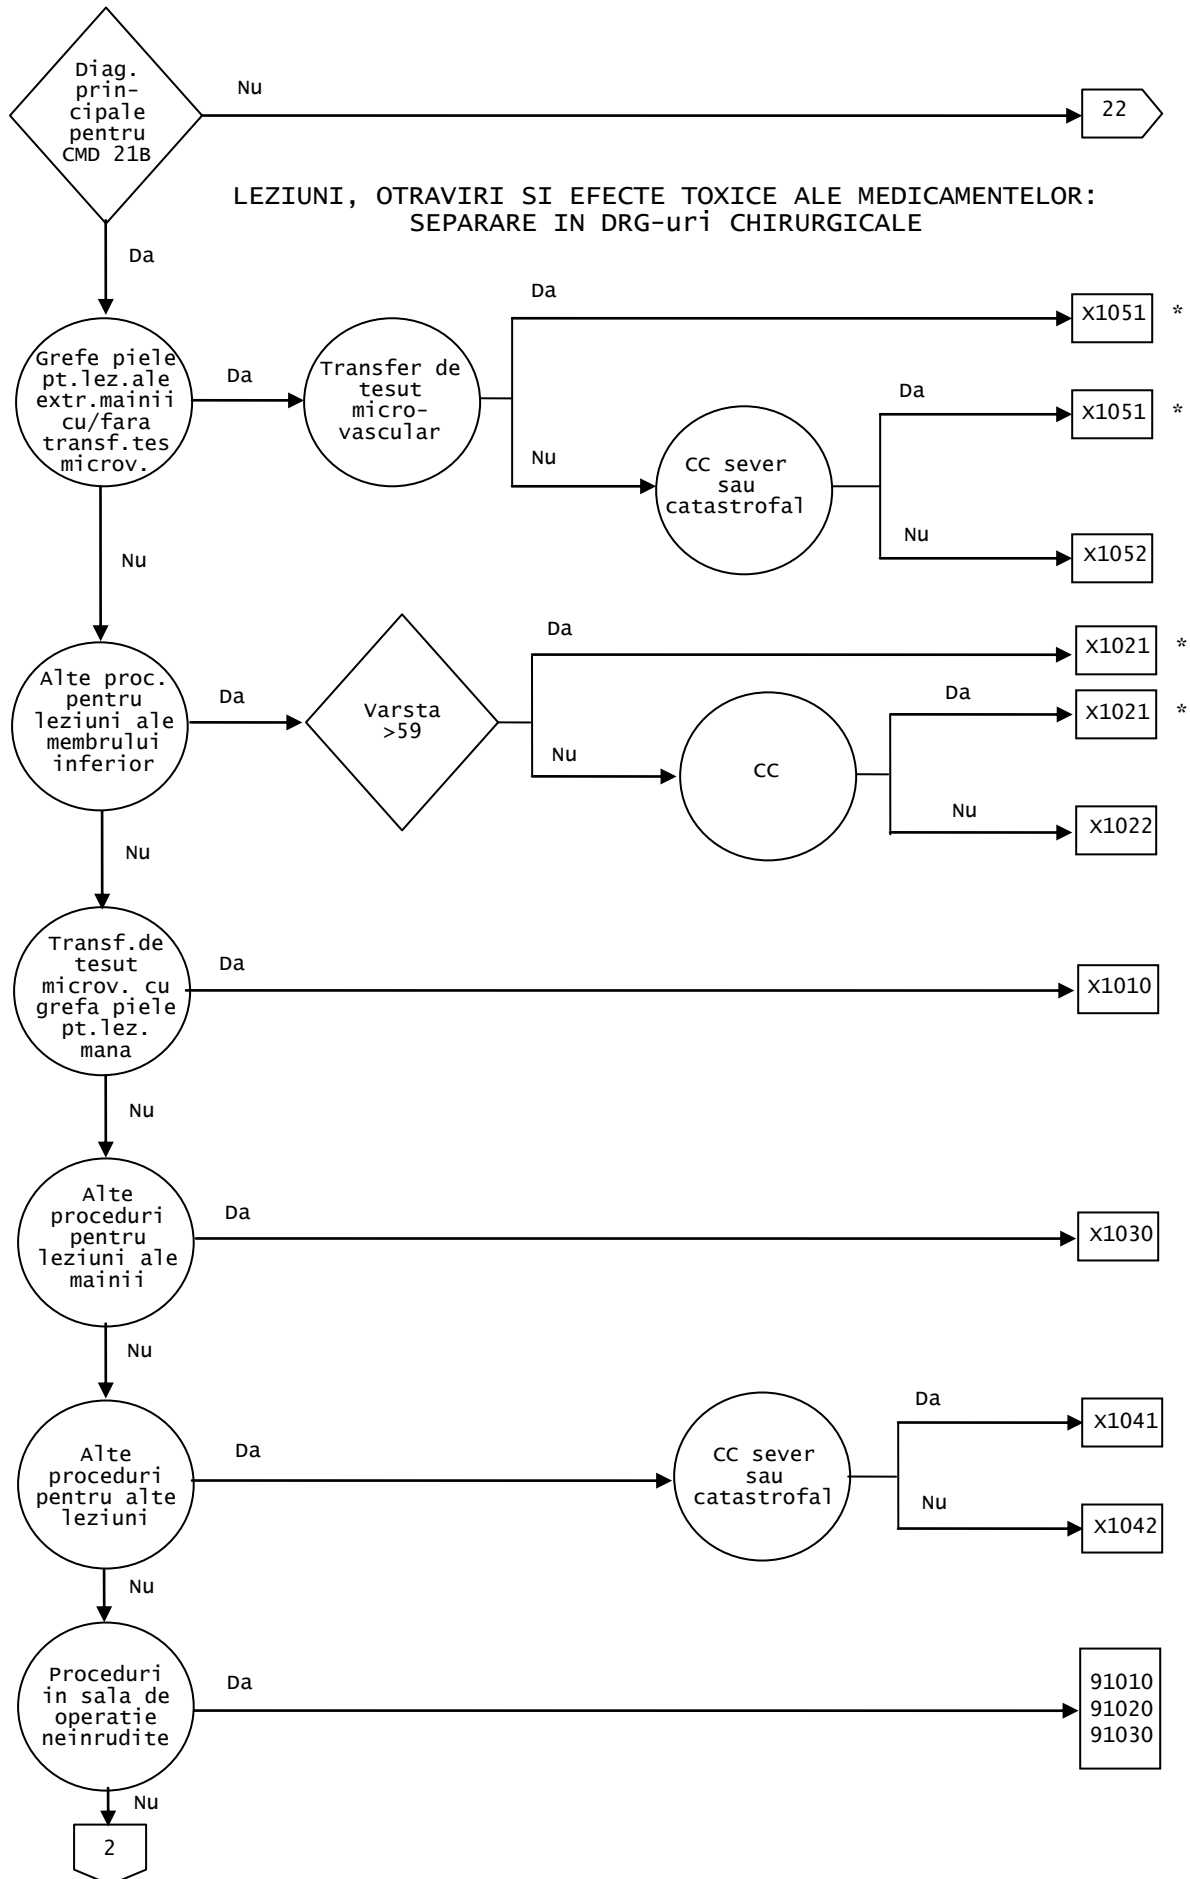 Diag.
prin-
cipale
pentru
CMD 21B
Nu
22
LEZIUNI, OTRAVIRI SI EFECTE TOXICE ALE MEDICAMENTELOR:
SEPARARE IN DRG-uri CHIRURGICALE
Da
Grefe piele
pt.lez.ale
extr.mainii
cu/fara
transf.tes
microv.
Da
Transfer de
tesut
micro-
vascular
Da
X1051 *
Nu
CC sever
sau
catastrofal
Da
X1051 *
Nu
X1052
Nu
Alte proc.
pentru
leziuni ale
membrului
inferior
Da
Varsta
>59
Da
X1021 *
Nu
CC
Da
X1021 *
Nu
X1022
Nu
Transf.de
tesut
microv. cu
grefa piele
pt.lez.
mana
Da
X1010
Nu
Alte
proceduri
pentru
leziuni ale
mainii
Da
X1030
Nu
Alte
proceduri
pentru alte
leziuni
Da
CC sever
sau
catastrofal
Da
X1041
Nu
X1042
Nu
Proceduri
in sala de
operatie
neinrudite
Da
91010
91020
91030
Nu
2